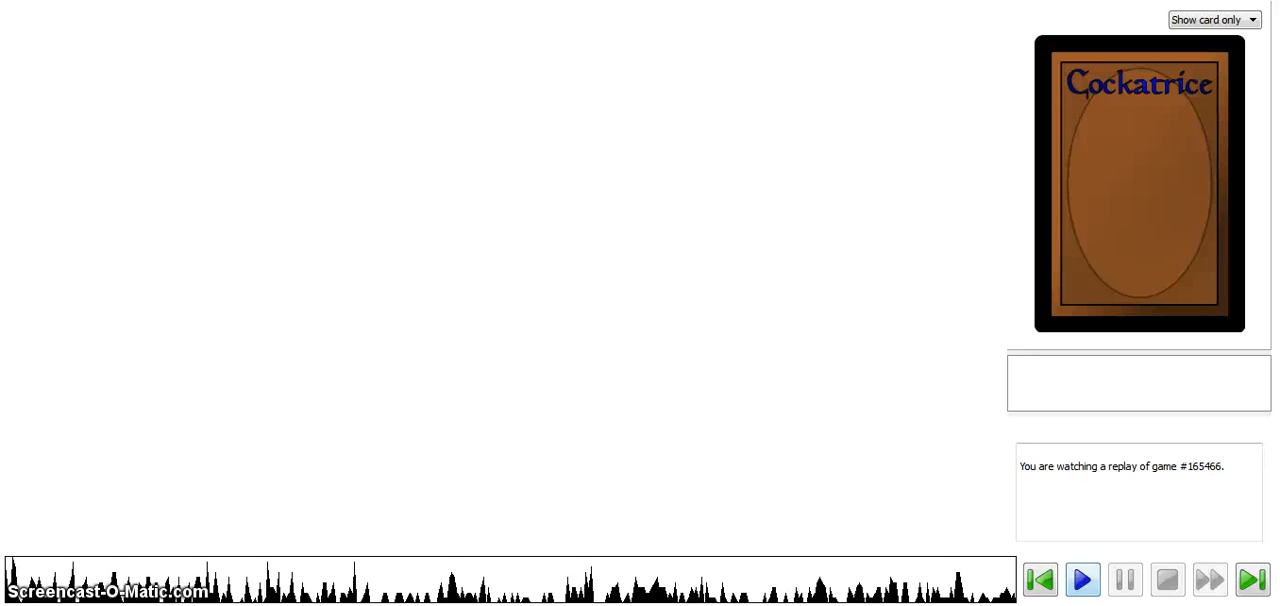 Show card only
Cockatrice
You are watching a replay of game #165466.
Screencast-O-Matic.com